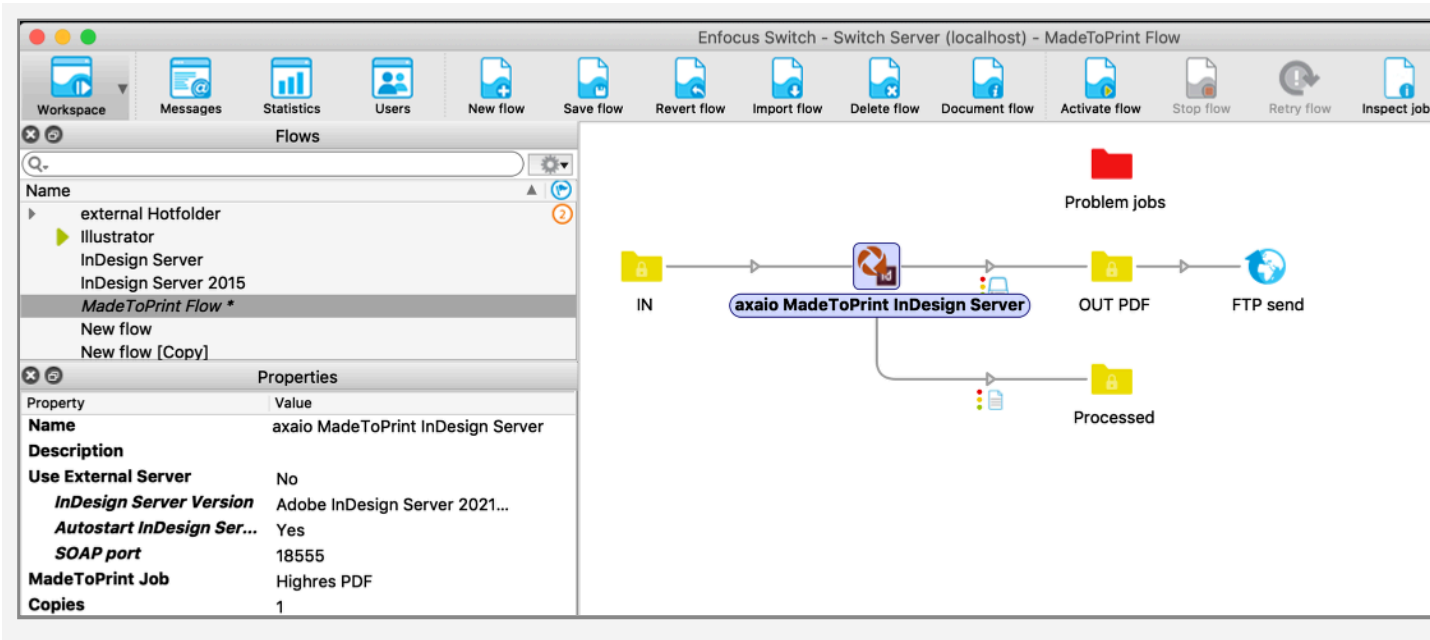 Enfocus Switch - Switch Server (localhost) - MadeToPrint Flow
Workspace Messages Statistics Users New flow Save flow Revert flow Import flow Delete flow Document flow Activate flow Stop flow Retry flow Inspect job
Flows
Name
external Hotfolder 2
Illustrator
InDesign Server
InDesign Server 2015
MadeToPrint Flow *
New flow
New flow [Copy]
Properties
Property Value
Name axaio MadeToPrint InDesign Server
Description
Use External Server No
InDesign Server Version Adobe InDesign Server 2021...
Autostart InDesign Ser... Yes
SOAP port 18555
MadeToPrint Job Highres PDF
Copies 1
Problem jobs
Id
IN axaio MadeToPrint InDesign Server OUT PDF FTP send
Processed